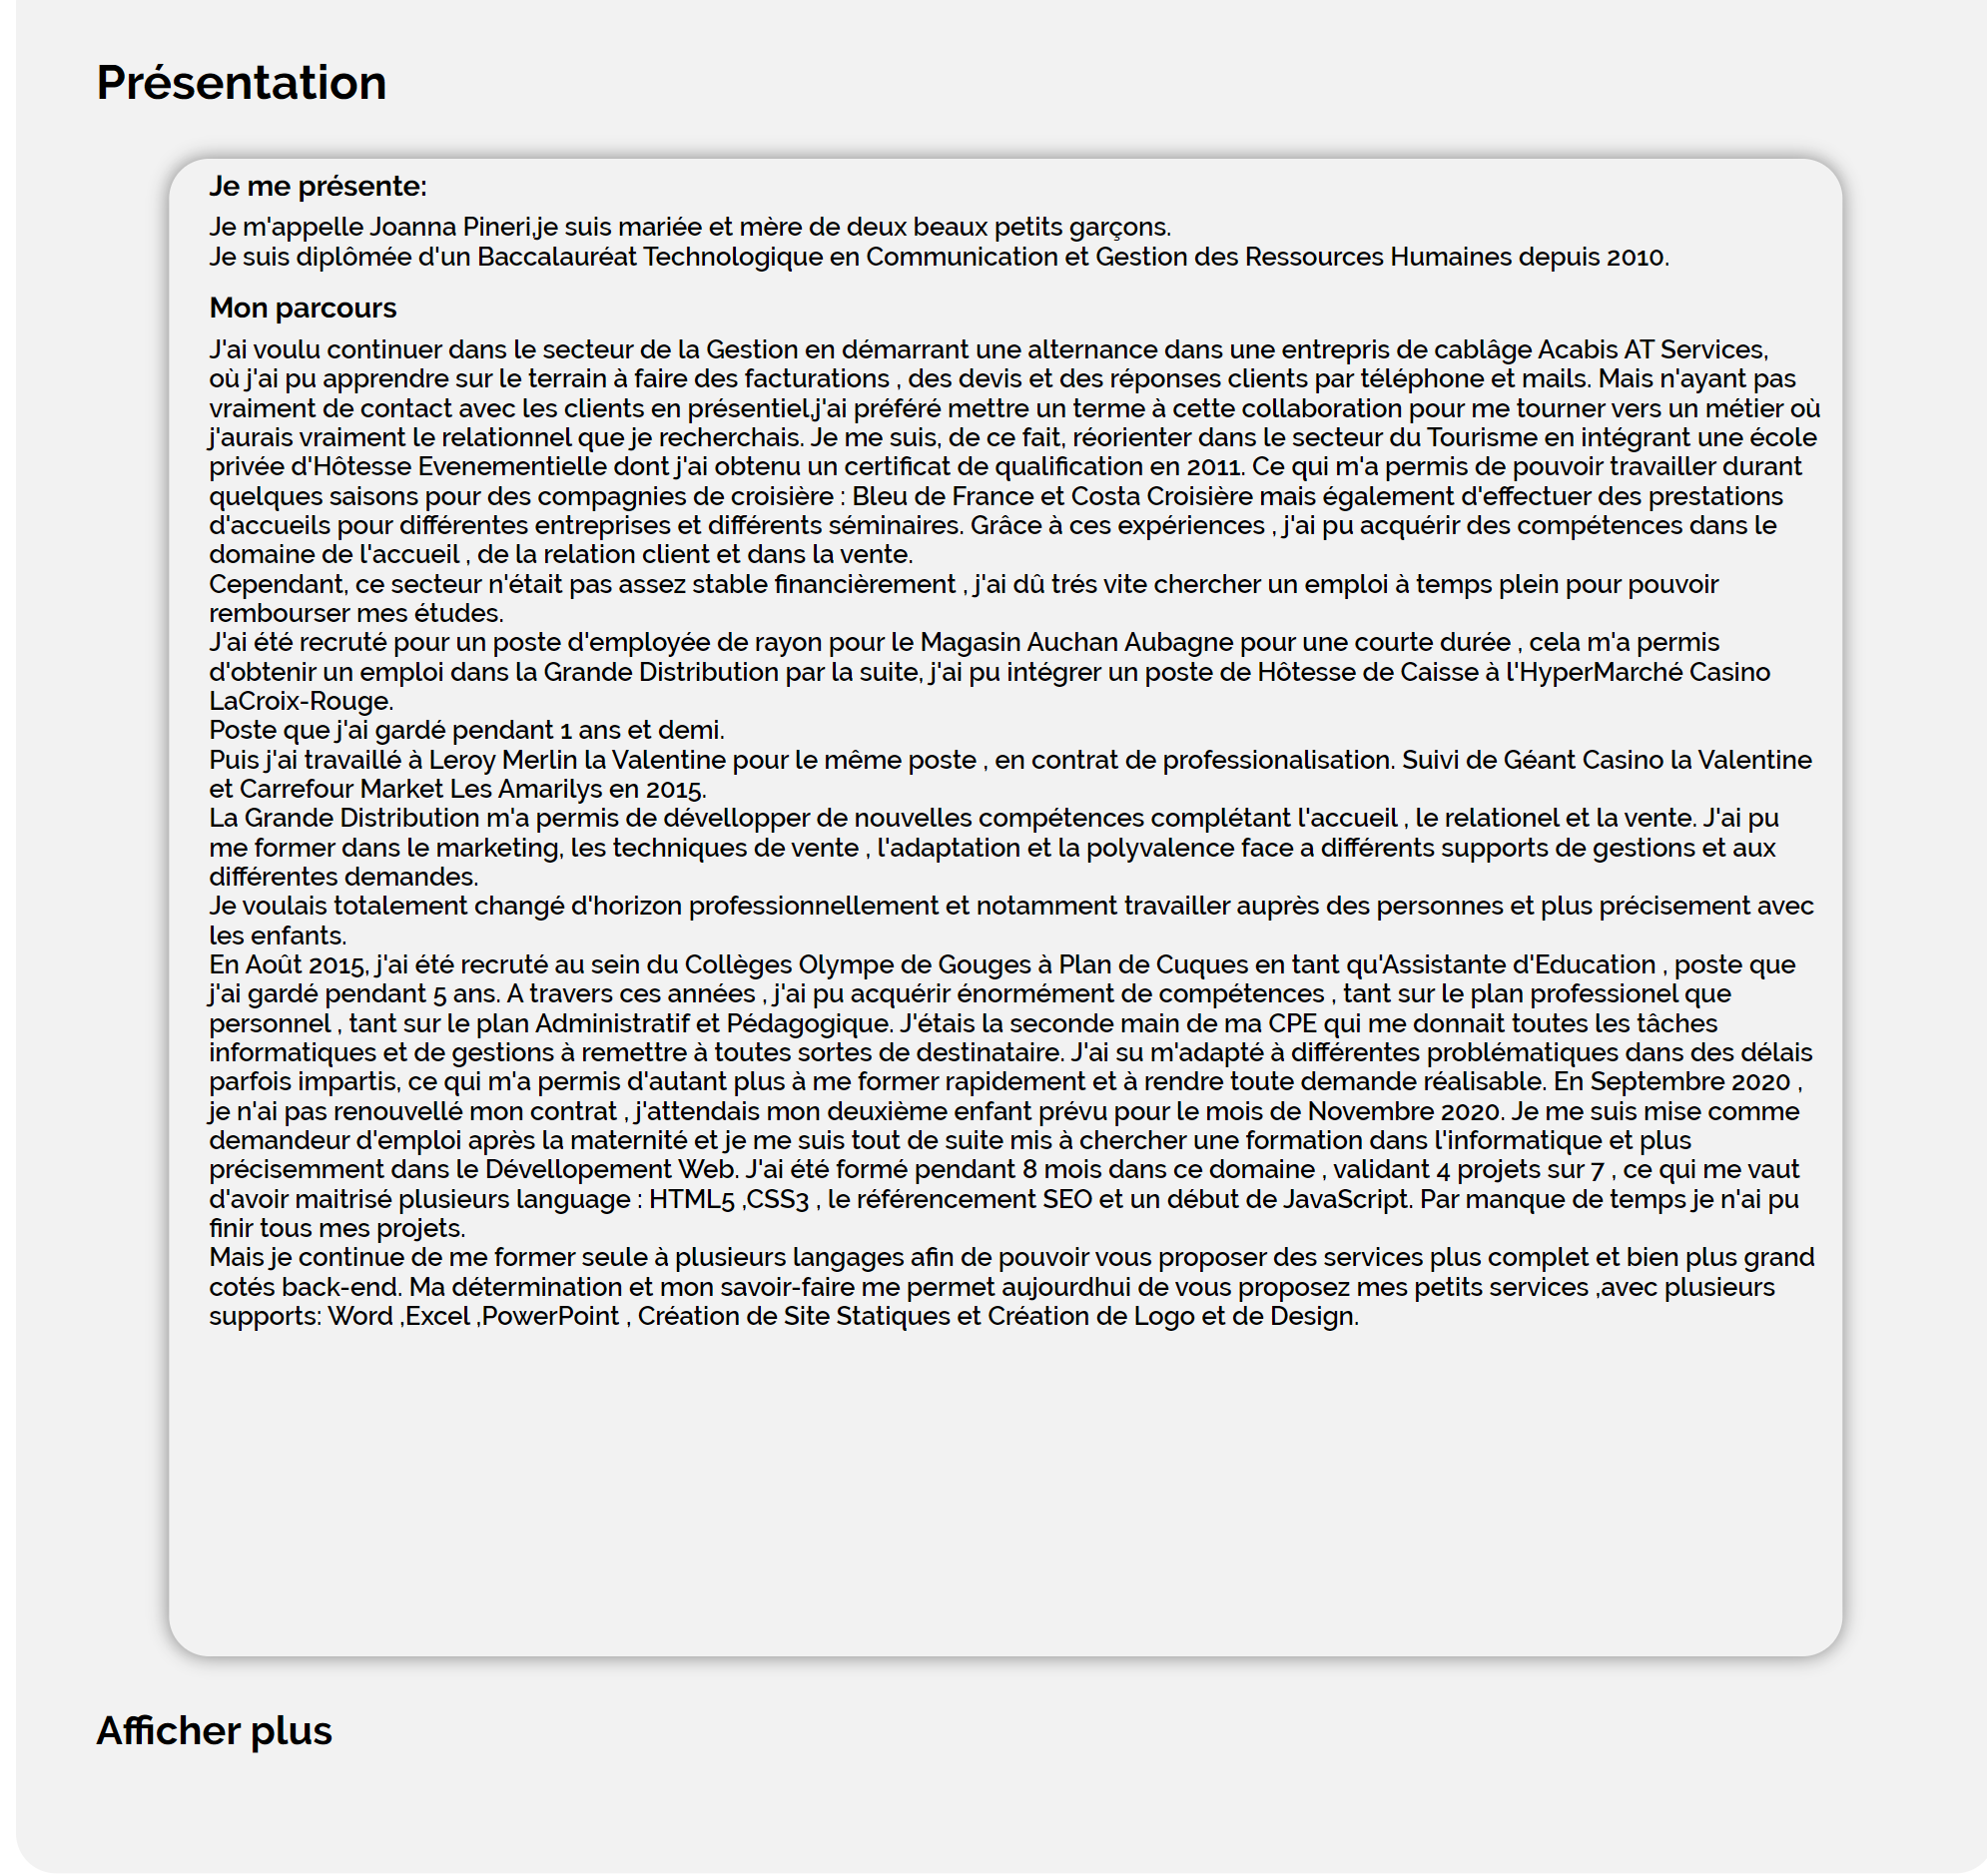 Présentation
Je me présente:
Je m'appelle Joanna Pineri,je suis mariée et mère de deux beaux petits garçons.
Je suis diplômée d'un Baccalauréat Technologique en Communication et Gestion des Ressources Humaines depuis 2010.
Mon parcours
J'ai voulu continuer dans le secteur de la Gestion en démarrant une alternance dans une entrepris de cablâge Acabis AT Services,
où j'ai pu apprendre sur le terrain à faire des facturations , des devis et des réponses clients par téléphone et mails. Mais n'ayant pas
vraiment de contact avec les clients en présentiel,j'ai préféré mettre un terme à cette collaboration pour me tourner vers un métier où
j'aurais vraiment le relationnel que je recherchais. Je me suis, de ce fait, réorienter dans le secteur du Tourisme en intégrant une école
privée d'Hôtesse Evenementielle dont j'ai obtenu un certificat de qualification en 2011. Ce qui m'a permis de pouvoir travailler durant
quelques saisons pour des compagnies de croisière : Bleu de France et Costa Croisière mais également d'effectuer des prestations
d'accueils pour différentes entreprises et différents séminaires. Grâce à ces expériences , j'ai pu acquérir des compétences dans le
domaine de l'accueil , de la relation client et dans la vente.
Cependant, ce secteur n'était pas assez stable financièrement , j'ai dû trés vite chercher un emploi à temps plein pour pouvoir
rembourser mes études.
J'ai été recruté pour un poste d'employée de rayon pour le Magasin Auchan Aubagne pour une courte durée , cela m'a permis
d'obtenir un emploi dans la Grande Distribution par la suite, j'ai pu intégrer un poste de Hôtesse de Caisse à l'HyperMarché Casino
LaCroix-Rouge.
Poste que j'ai gardé pendant 1 ans et demi.
Puis j'ai travaillé à Leroy Merlin la Valentine pour le même poste , en contrat de professionalisation. Suivi de Géant Casino la Valentine
et Carrefour Market Les Amarilys en 2015.
La Grande Distribution m'a permis de dévellopper de nouvelles compétences complétant l'accueil , le relationel et la vente. J'ai pu
me former dans le marketing, les techniques de vente , l'adaptation et la polyvalence face a différents supports de gestions et aux
différentes demandes.
Je voulais totalement changé d'horizon professionnellement et notamment travailler auprès des personnes et plus précisement avec
les enfants.
En Août 2015, j'ai été recruté au sein du Collèges Olympe de Gouges à Plan de Cuques en tant qu'Assistante d'Education , poste que
j'ai gardé pendant 5 ans. A travers ces années , j'ai pu acquérir énormément de compétences , tant sur le plan professionel que
personnel , tant sur le plan Administratif et Pédagogique. J'étais la seconde main de ma CPE qui me donnait toutes les tâches
informatiques et de gestions à remettre à toutes sortes de destinataire. J'ai su m'adapté à différentes problématiques dans des délais
parfois impartis, ce qui m'a permis d'autant plus à me former rapidement et à rendre toute demande réalisable. En Septembre 2020 ,
je n'ai pas renouvellé mon contrat , j'attendais mon deuxième enfant prévu pour le mois de Novembre 2020. Je me suis mise comme
demandeur d'emploi après la maternité et je me suis tout de suite mis à chercher une formation dans l'informatique et plus
précisemment dans le Dévellopement Web. J'ai été formé pendant 8 mois dans ce domaine , validant 4 projets sur 7 , ce qui me vaut
d'avoir maitrisé plusieurs language : HTML5 ,CSS3 , le référencement SEO et un début de JavaScript. Par manque de temps je n'ai pu
finir tous mes projets.
Mais je continue de me former seule à plusieurs langages afin de pouvoir vous proposer des services plus complet et bien plus grand
cotés back-end. Ma détermination et mon savoir-faire me permet aujourdhui de vous proposez mes petits services ,avec plusieurs
supports: Word ,Excel ,PowerPoint , Création de Site Statiques et Création de Logo et de Design.
Afficher plus